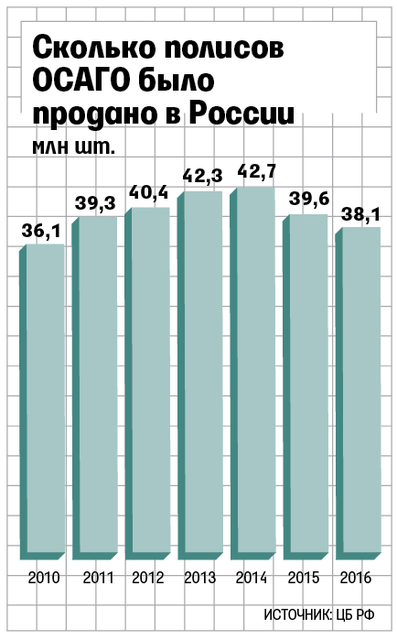 Сколько полисов
ОСАГО было
продано в России
млн шт.
36,1
39,3
40,4
42,3
42,7
39,6
38,1
2010 2011 2012 2013 2014 2015 2016
ИСТОЧНИК: ЦБ РФ